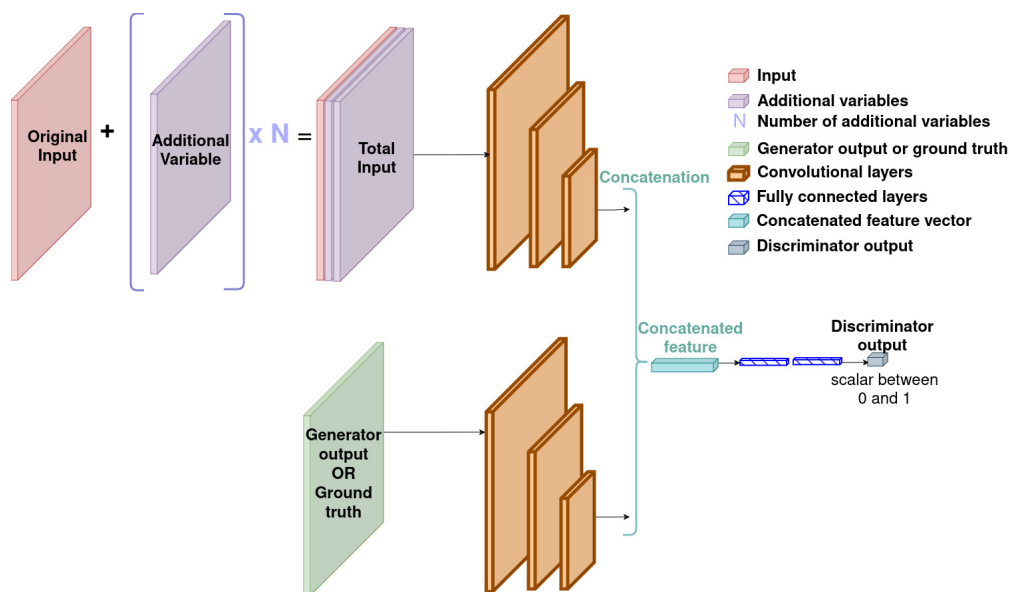 Original
Input
+
Additional
Variable
x N =
Total
Input
Concatenation
Input
Additional variables
N Number of additional variables
Generator output or ground truth
Convolutional layers
Fully connected layers
Concatenated feature vector
Discriminator output
Concatenated
feature
Discriminator
output
scalar between
0 and 1
Generator
output
OR
Ground
truth